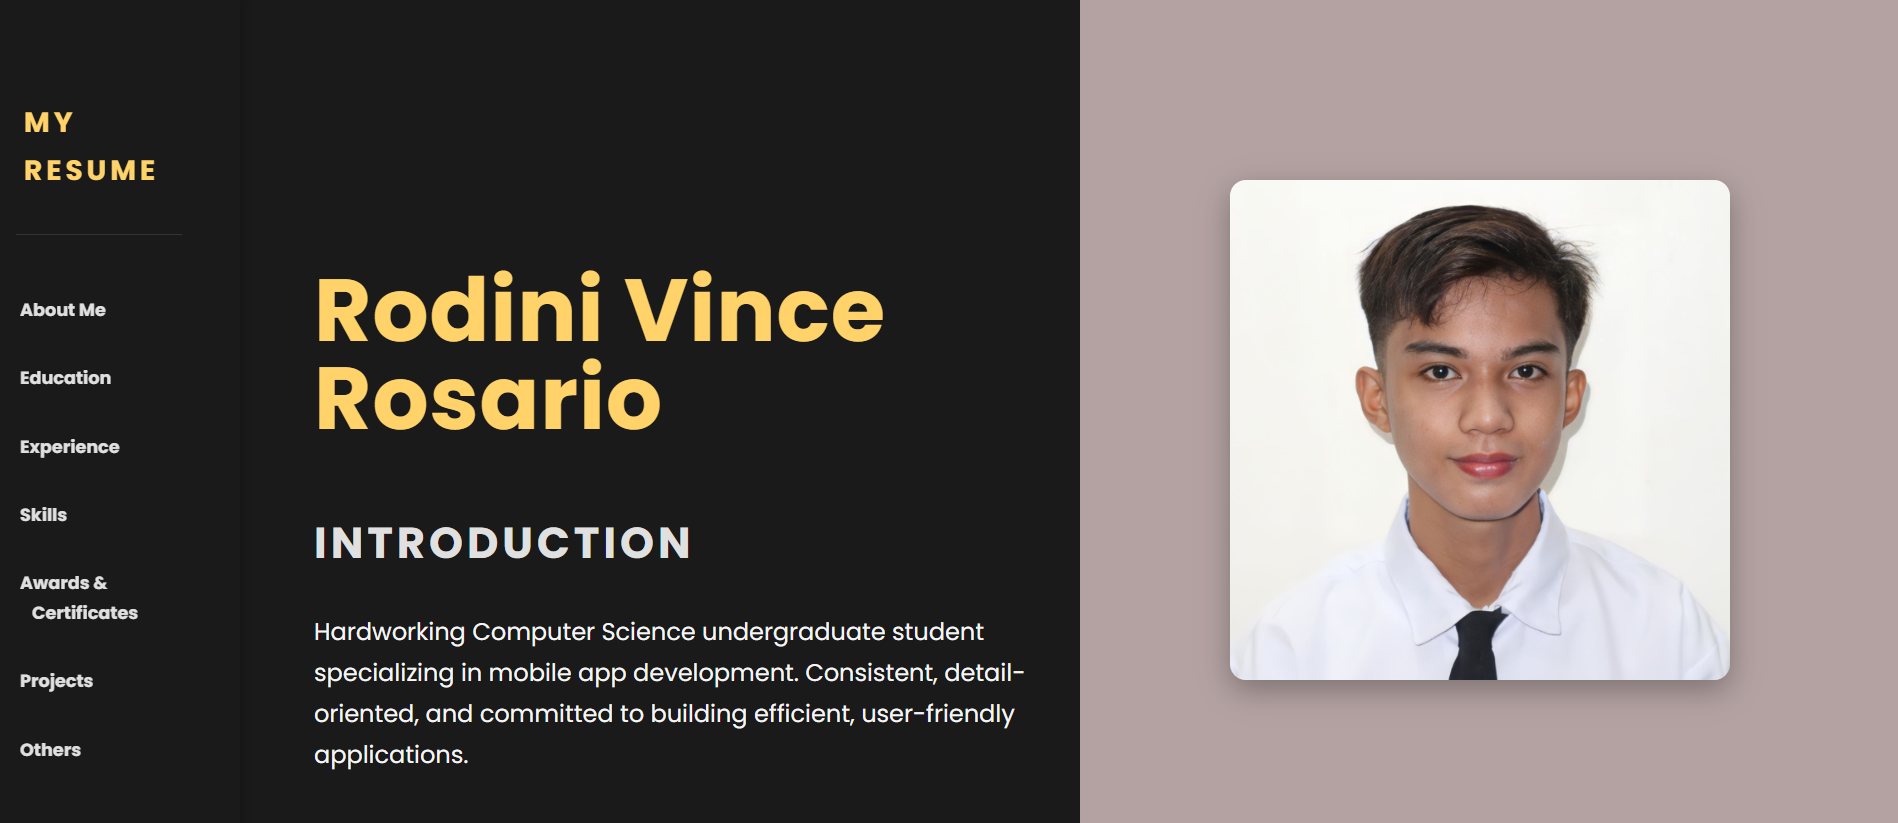 MY
RESUME
About Me
Education
Experience
Skills
Awards &
Certificates
Projects
Others
Rodini Vince
Rosario
INTRODUCTION
Hardworking Computer Science undergraduate student
specializing in mobile app development. Consistent, detail-
oriented, and committed to building efficient, user-friendly
applications.